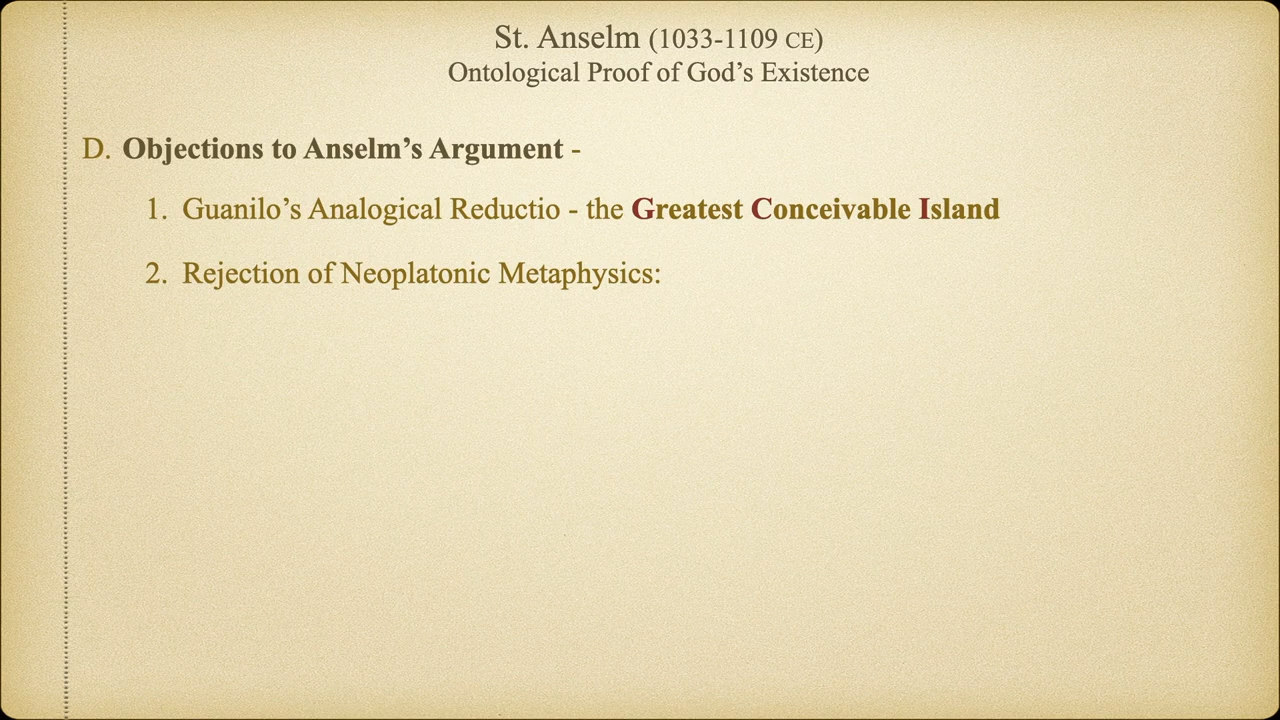 St. Anselm (1033-1109 CE)
Ontological Proof of God’s Existence
D. Objections to Anselm’s Argument -
1. Guanilo’s Analogical Reductio - the Greatest Conceivable Island
2. Rejection of Neoplatonic Metaphysics: